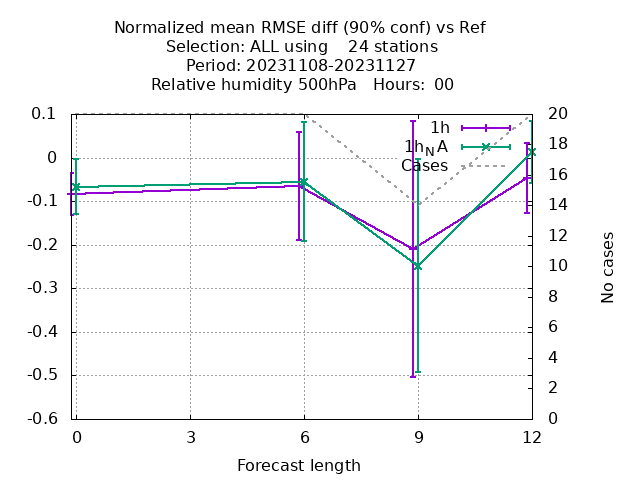 Normalized mean RMSE diff (90% conf) vs Ref
Selection: ALL using    24 stations
Period: 20231108-20231127
Relative humidity 500hPa   Hours: 00
1h
1hNA
Cases
0.1
0
-0.1
-0.2
-0.3
-0.4
-0.5
-0.6
20
18
16
14
12
10
8
6
4
2
0
No cases
0 3 6 9 12
Forecast length